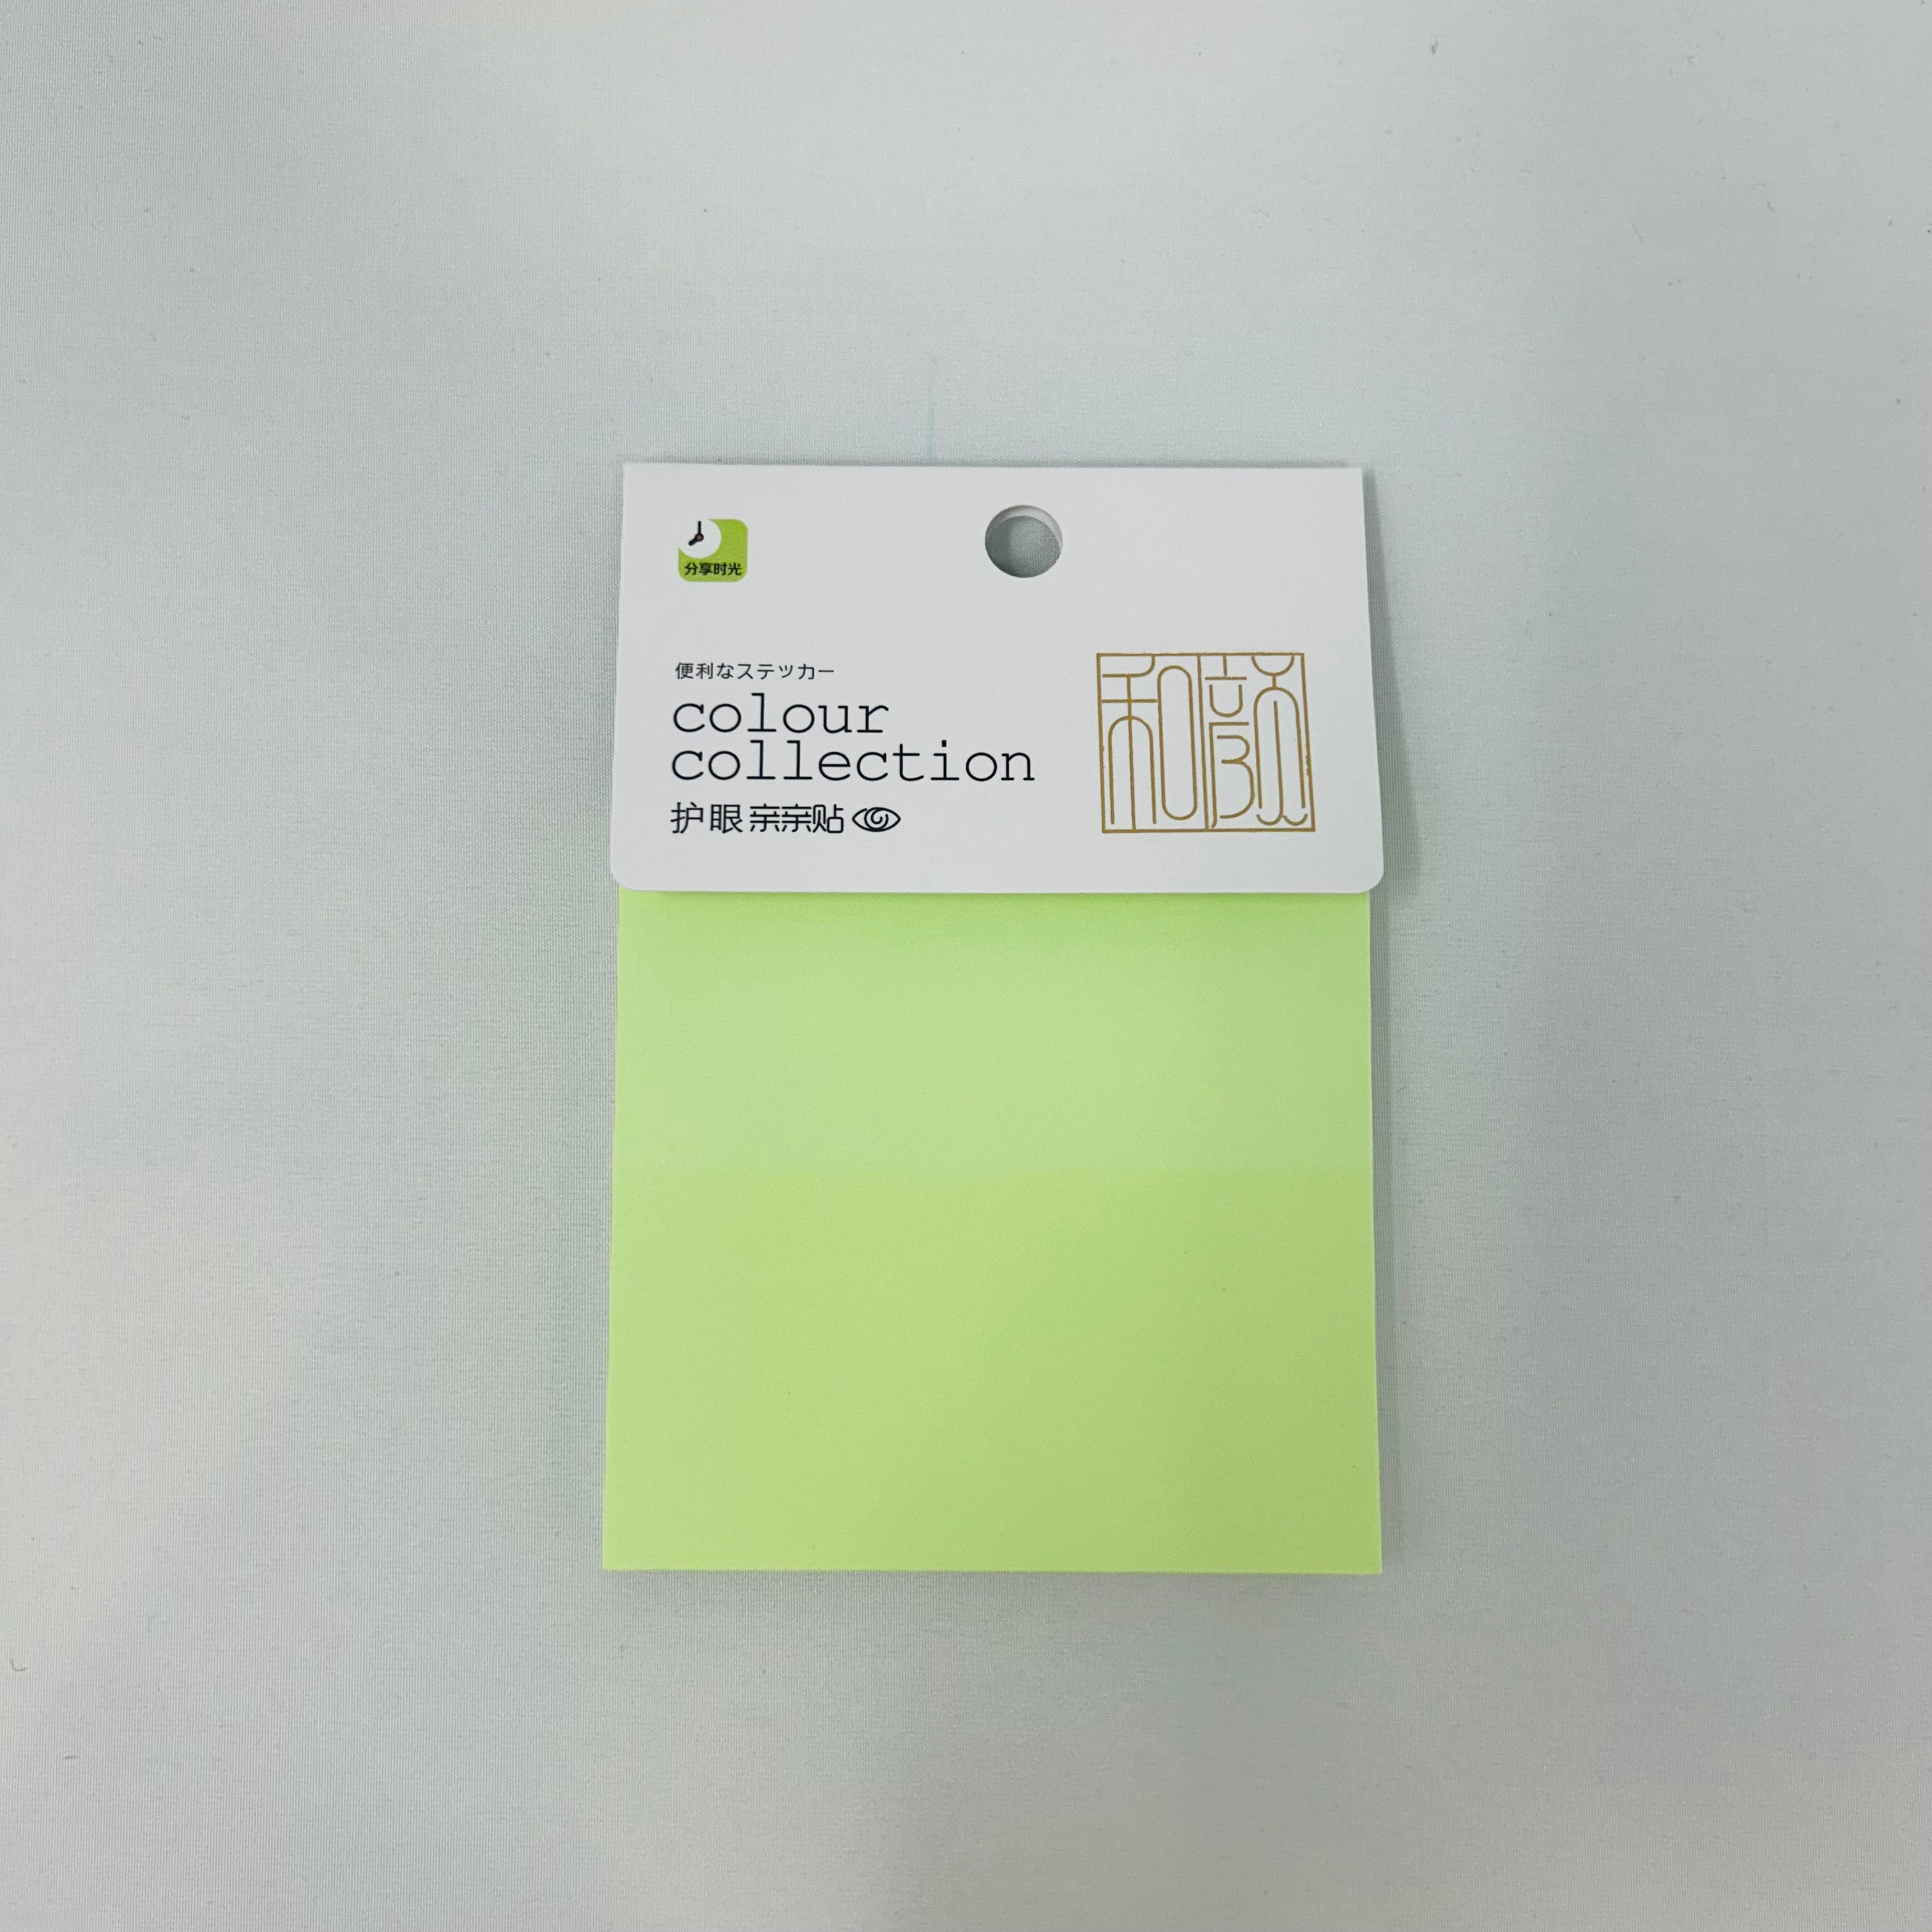 分享时光
便利なステッカー
colour
collection
护眼亲亲贴
和颜